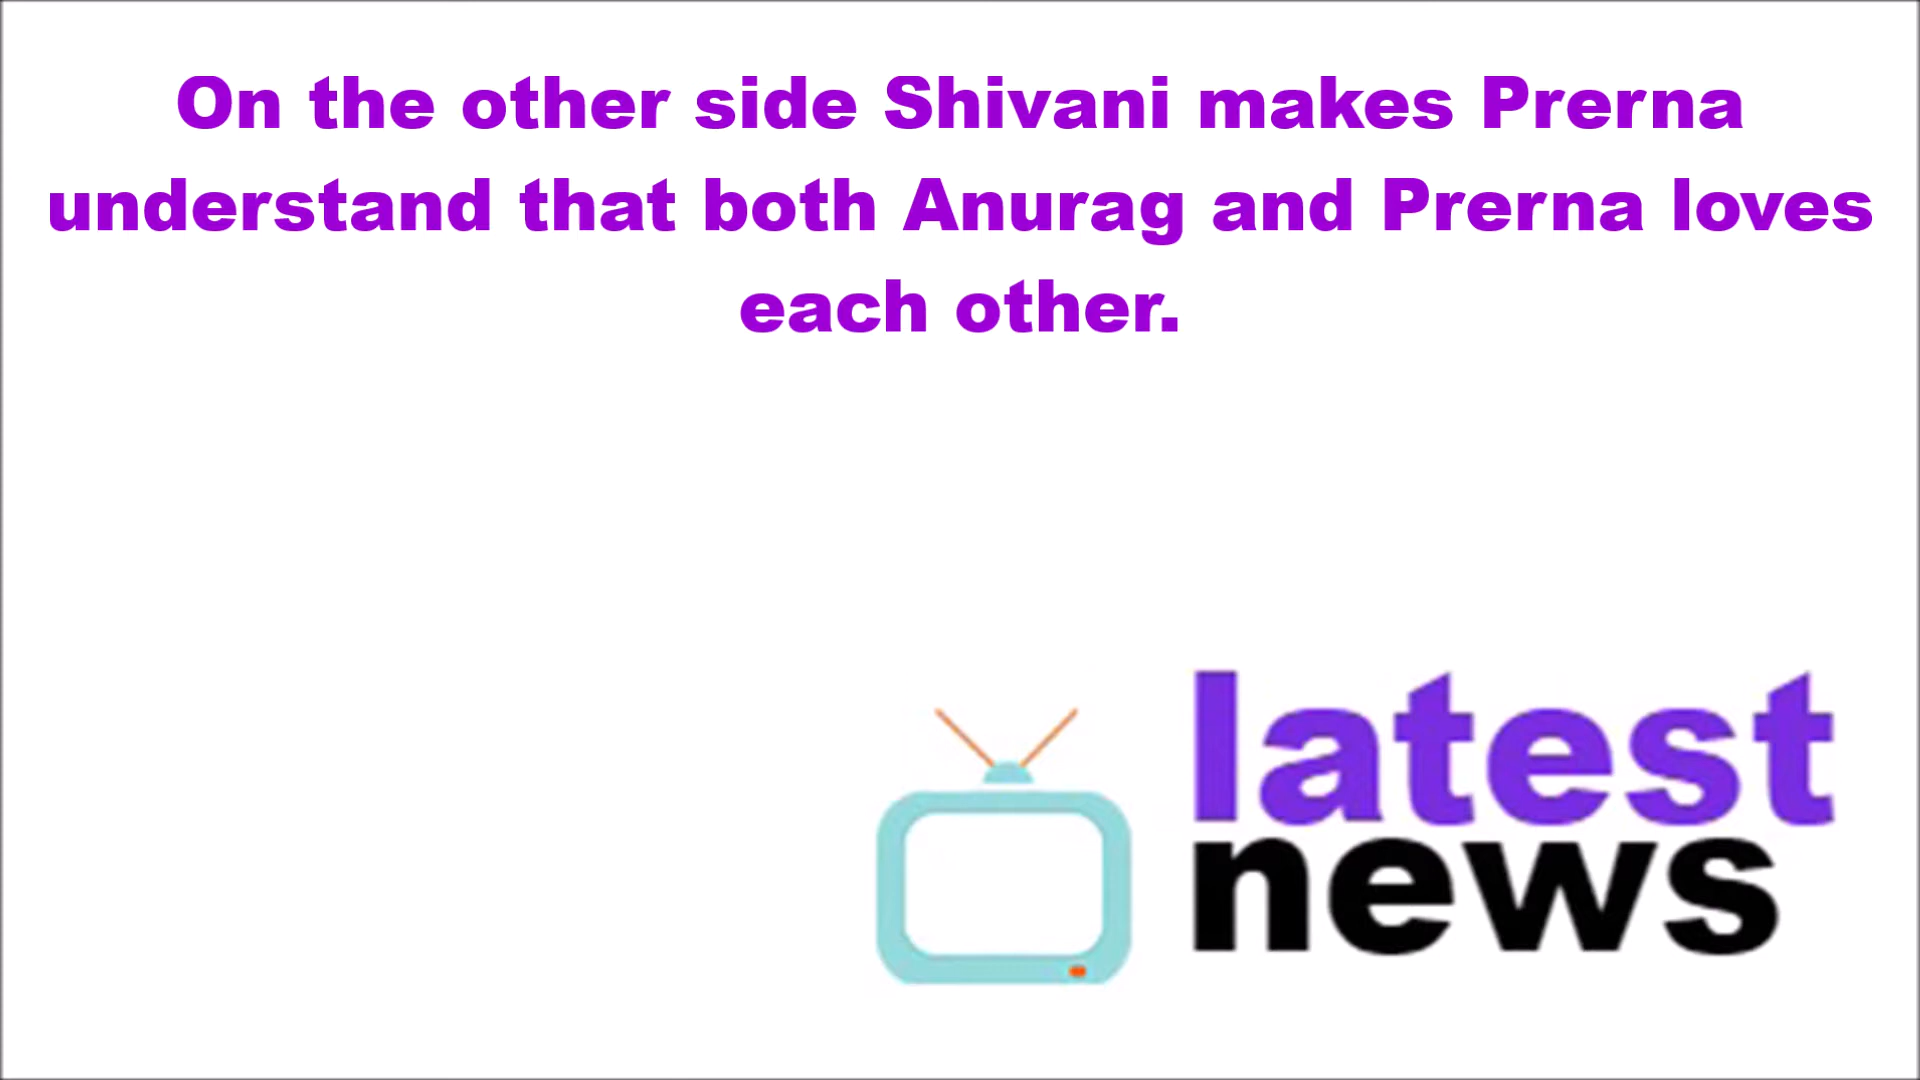 On the other side Shivani makes Prerna
understand that both Anurag and Prerna loves
each other.
latest
news